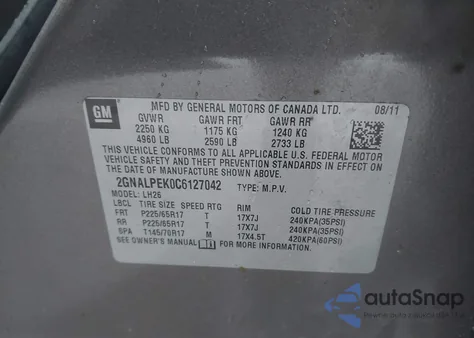 GM
MFD BY GENERAL MOTORS OF CANADA LTD. 08/11
GVWR GAWR FRT GAWR RR
2250 KG 1175 KG 1240 KG
4960 LB 2590 LB 2733 LB
THIS VEHICLE CONFORMS TO ALL APPLICABLE U.S. FEDERAL
MOTOR VEHICLE SAFETY AND THEFT PREVENTION STANDARDS IN EFFECT ON
THE DATE OF MANUFACTURE SHOWN ABOVE.
2GNALPEK0C6127042 TYPE: M.P.V.
MODEL: LH26
LBCL TIRE SIZE SPEED RTG RIM COLD TIRE PRESSURE
FRT P225/65R17 T 17X7J 240KPA(35PSI)
RR P225/65R17 T 17X7J 240KPA(35PSI)
SPA T145/70R17 M 17X4.5T 420KPA(60PSI)
SEE OWNER'S MANUAL
autaSnap